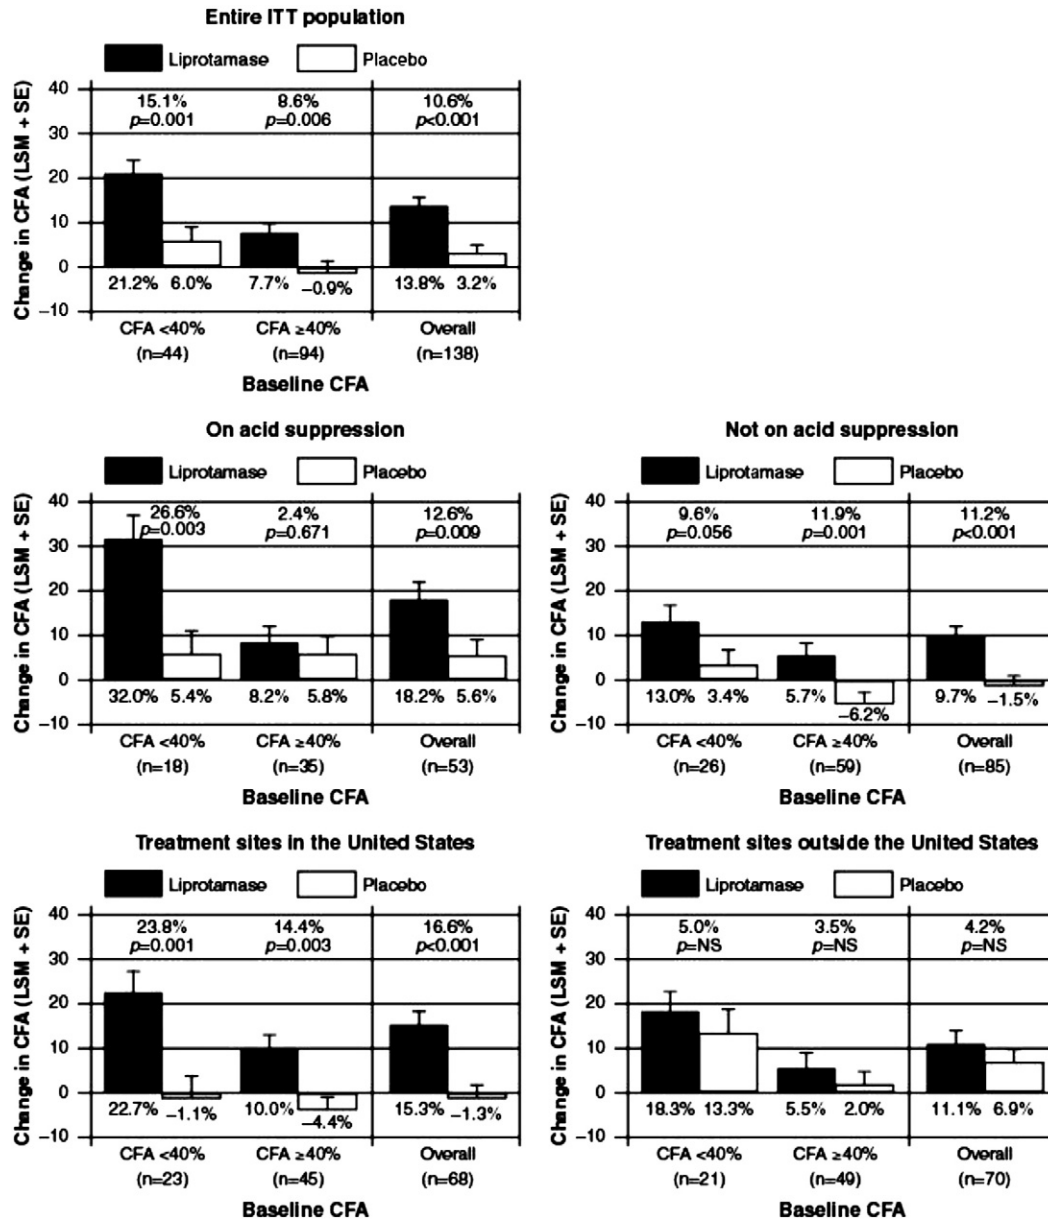 Entire ITT population
Liprotamase Placebo
Change in CFA (LSM + SE)
40
30
20
10
0
−10
15.1% 8.6% 10.6%
p=0.001 p=0.006 p<0.001
21.2% 6.0% 7.7% −0.9% 13.8% 3.2%
CFA <40% CFA ≥40% Overall
(n=44) (n=94) (n=138)
Baseline CFA
On acid suppression
Liprotamase Placebo
Change in CFA (LSM + SE)
40
30
20
10
0
−10
26.6% 2.4% 12.6%
p=0.003 p=0.671 p=0.009
32.0% 5.4% 8.2% 5.8% 18.2% 5.6%
CFA <40% CFA ≥40% Overall
(n=18) (n=35) (n=53)
Baseline CFA
Not on acid suppression
Liprotamase Placebo
Change in CFA (LSM + SE)
40
30
20
10
0
−10
9.6% 11.9% 11.2%
p=0.056 p=0.001 p<0.001
13.0% 3.4% 5.7% −6.2% 9.7% −1.5%
CFA <40% CFA ≥40% Overall
(n=26) (n=59) (n=85)
Baseline CFA
Treatment sites in the United States
Liprotamase Placebo
Change in CFA (LSM + SE)
40
30
20
10
0
−10
23.8% 14.4% 16.6%
p=0.001 p=0.003 p<0.001
22.7% −1.1% 10.0% −4.4% 15.3% −1.3%
CFA <40% CFA ≥40% Overall
(n=23) (n=45) (n=68)
Baseline CFA
Treatment sites outside the United States
Liprotamase Placebo
Change in CFA (LSM + SE)
40
30
20
10
0
−10
5.0% 3.5% 4.2%
p=NS p=NS p=NS
18.3% 13.3% 5.5% 2.0% 11.1% 6.9%
CFA <40% CFA ≥40% Overall
(n=21) (n=49) (n=70)
Baseline CFA